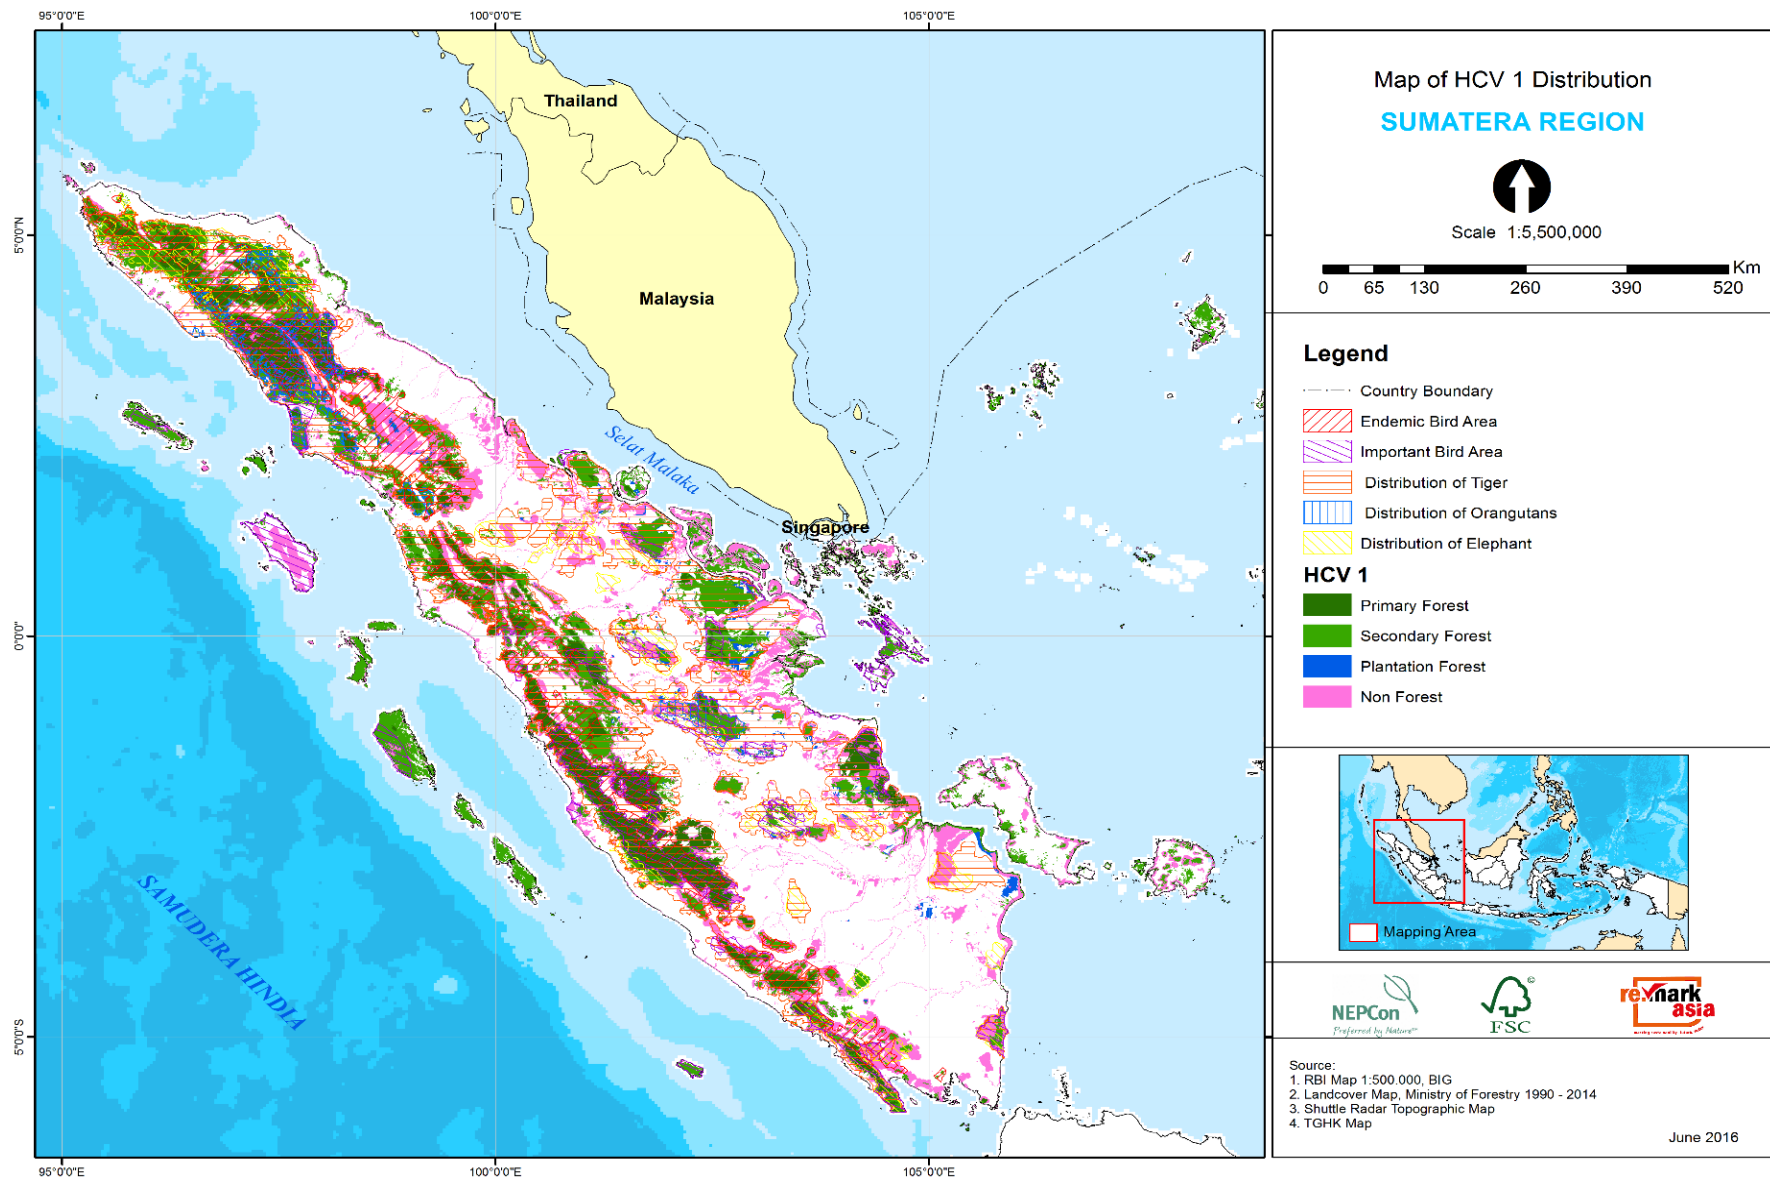 95°0'0"E
100°0'0"E
105°0'0"E
5°0'0"N
0°0'0"
5°0'0"S
95°0'0"E
100°0'0"E
105°0'0"E
Thailand
Malaysia
Selat Malaka
Singapore
SAMUDERA HINDIA
Map of HCV 1 Distribution
SUMATERA REGION
Scale 1:5,500,000
Km
0 65 130 260 390 520
Legend
Country Boundary
Endemic Bird Area
Important Bird Area
Distribution of Tiger
Distribution of Orangutans
Distribution of Elephant
HCV 1
Primary Forest
Secondary Forest
Plantation Forest
Non Forest
Mapping Area
NEPCon
Preferred by Nature™
©
FSC
re.mark
asia
Source:
1. RBI Map 1:500.000, BIG
2. Landcover Map, Ministry of Forestry 1990 - 2014
3. Shuttle Radar Topographic Map
4. TGHK Map
June 2016